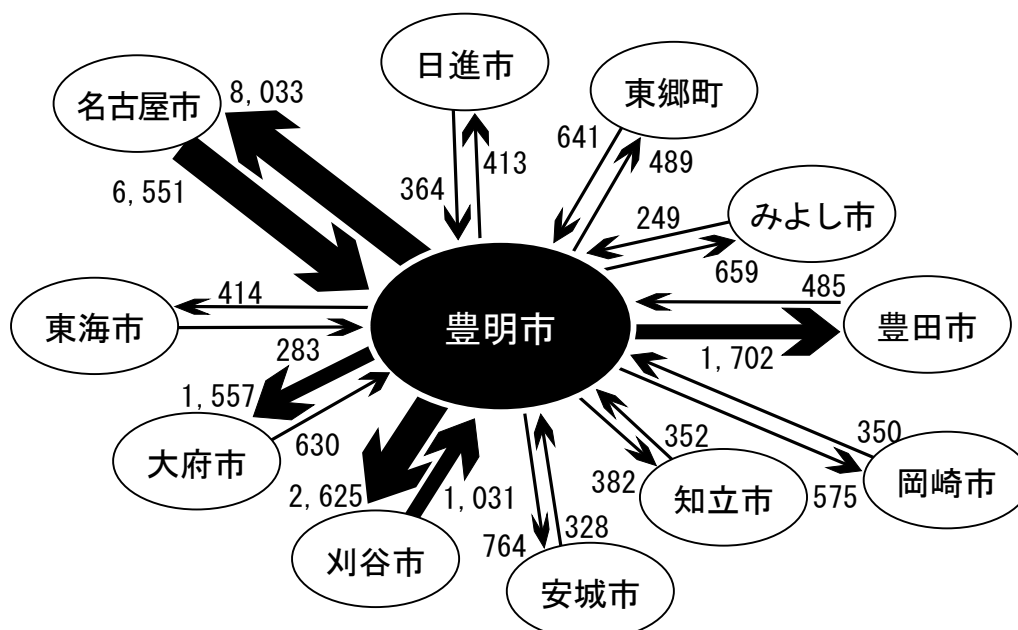 日進市
名古屋市
8,033
東郷町
641
489
413
364
6,551
みよし市
249
659
414
485
東海市
豊明市
豊田市
283
1,702
1,557
630
大府市
352
350
382
岡崎市
575
2,625
1,031
知立市
764
328
刈谷市
安城市